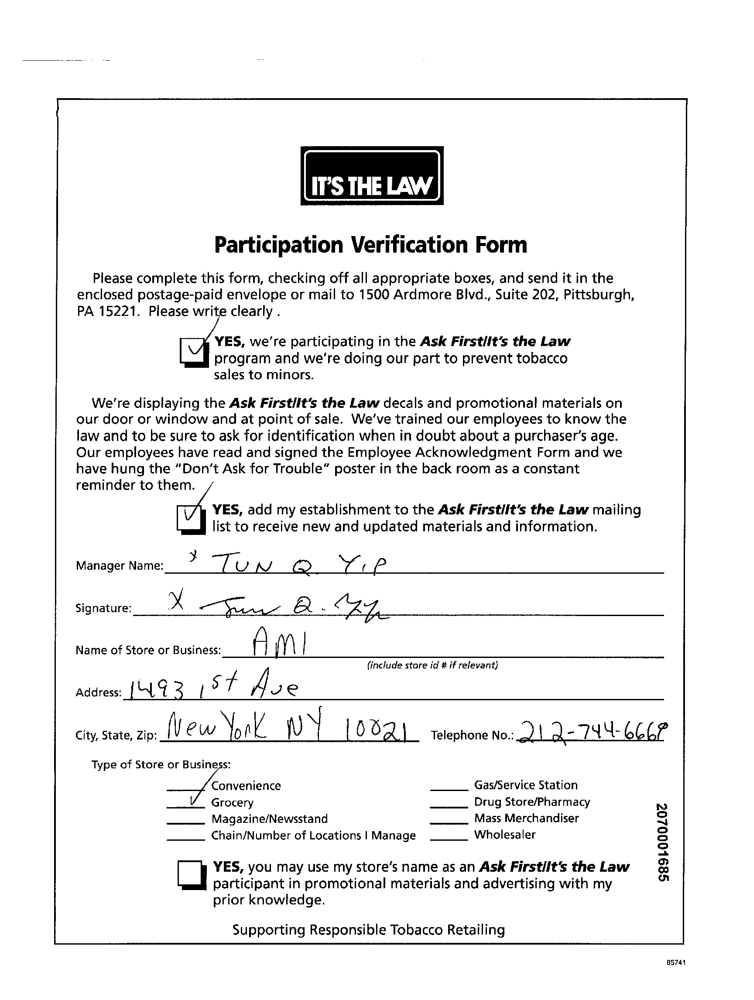 IT'S THE LAW
Participation Verification Form
Please complete this form, checking off all appropriate boxes, and send it in the
enclosed postage-paid envelope or mail to 1500 Ardmore Blvd., Suite 202, Pittsburgh,
PA 15221. Please write clearly .
YES, we're participating in the Ask First/It's the Law
program and we're doing our part to prevent tobacco
sales to minors.
We're displaying the Ask First/It's the Law decals and promotional materials on
our door or window and at point of sale. We've trained our employees to know the
law and to be sure to ask for identification when in doubt about a purchaser's age.
Our employees have read and signed the Employee Acknowledgment Form and we
have hung the "Don't Ask for Trouble" poster in the back room as a constant
reminder to them.
YES, add my establishment to the Ask First/It's the Law mailing
list to receive new and updated materials and information.
Manager Name: x TUN Q YIP
Signature: X Tun Q. Yip
Name of Store or Business: AMI
(include store id # if relevant)
Address: 1493 1st Ave
City, State, Zip: New York NY 10021 Telephone No.: 212-744-6668
Type of Store or Business:
Convenience Gas/Service Station
Grocery Drug Store/Pharmacy
Magazine/Newsstand Mass Merchandiser
Chain/Number of Locations I Manage Wholesaler
YES, you may use my store's name as an Ask First/It's the Law
participant in promotional materials and advertising with my
prior knowledge.
Supporting Responsible Tobacco Retailing
2070001685
85741